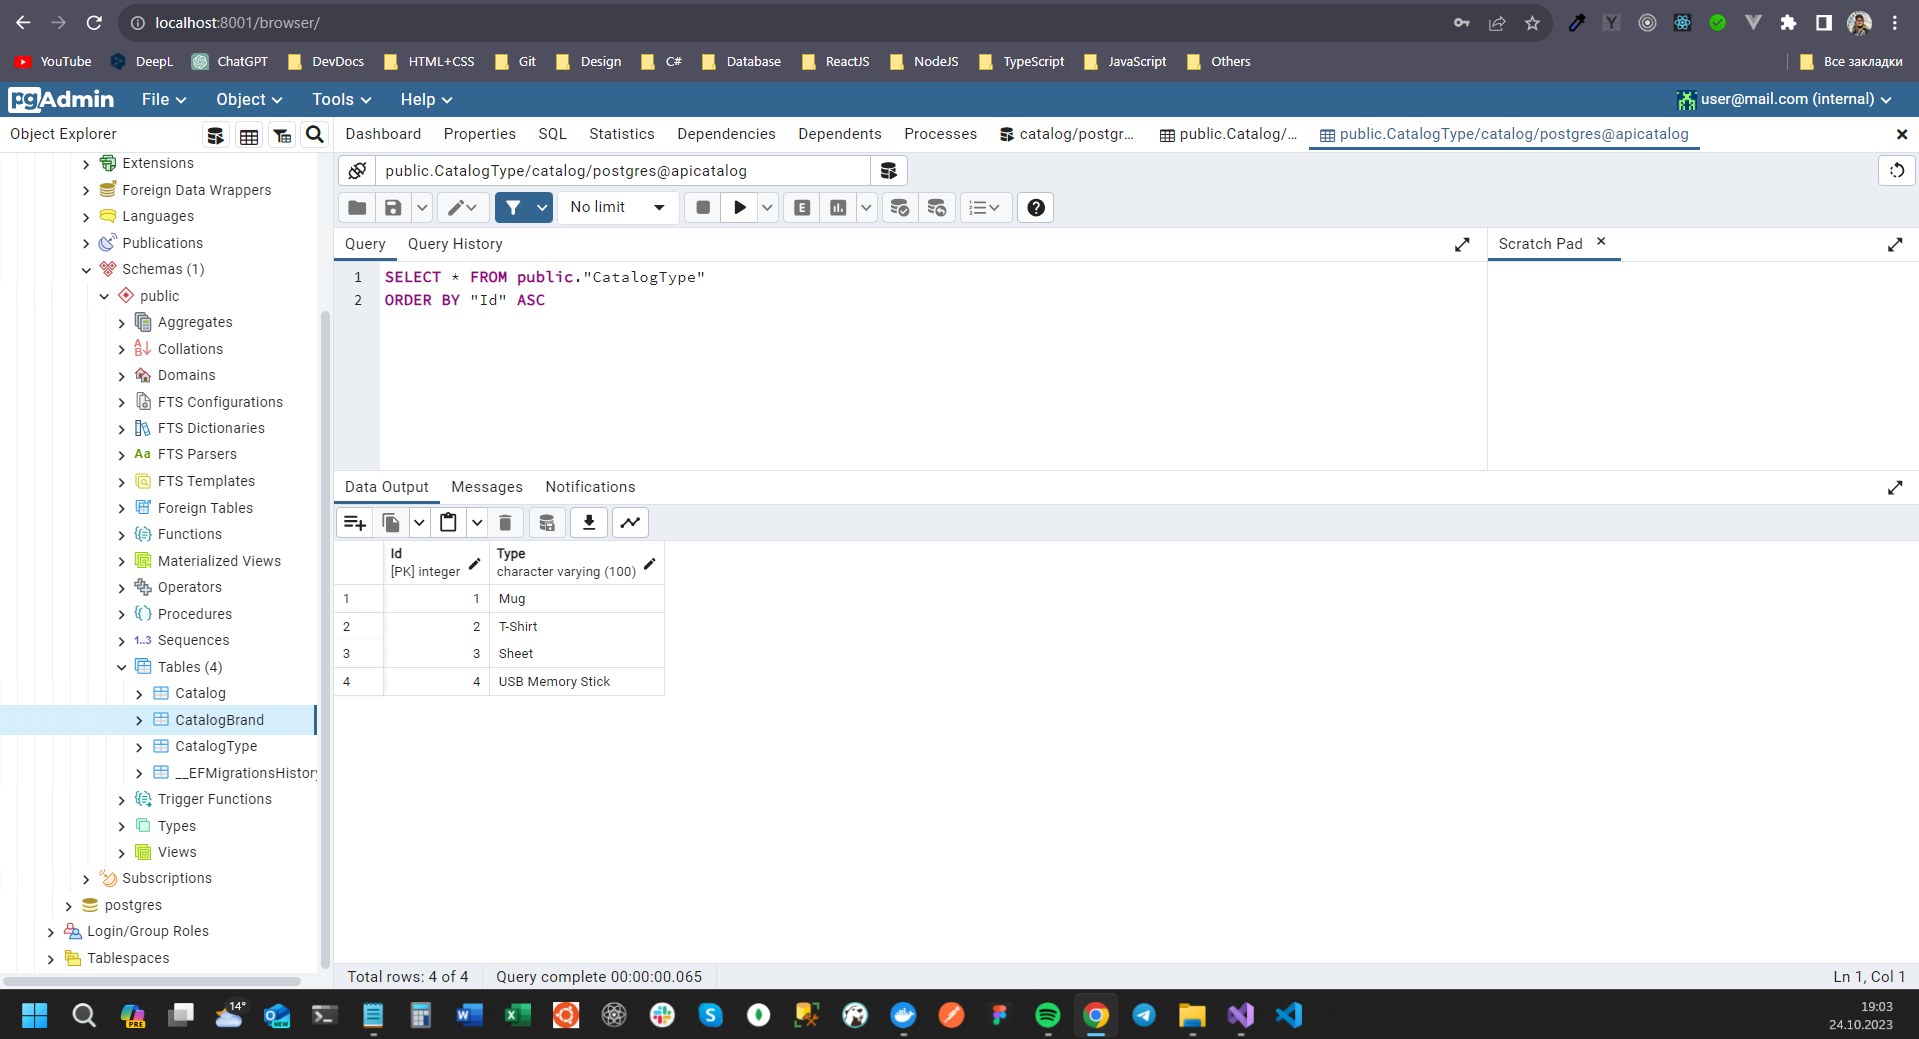 localhost:8001/browser/
YouTube DeepL ChatGPT DevDocs HTML+CSS Git Design C# Database ReactJS NodeJS TypeScript JavaScript Others Все закладки
pgAdmin File Object Tools Help user@mail.com (internal)
Object Explorer Dashboard Properties SQL Statistics Dependencies Dependents Processes catalog/postgr... public.Catalog/... public.CatalogType/catalog/postgres@apicatalog
Extensions
Foreign Data Wrappers
Languages
Publications
Schemas (1)
public
Aggregates
Collations
Domains
FTS Configurations
FTS Dictionaries
Aa FTS Parsers
FTS Templates
Foreign Tables
Functions
Materialized Views
Operators
Procedures
1..3 Sequences
Tables (4)
Catalog
CatalogBrand
CatalogType
__EFMigrationsHistory
Trigger Functions
Types
Views
Subscriptions
postgres
Login/Group Roles
Tablespaces
public.CatalogType/catalog/postgres@apicatalog
No limit E
Query Query History Scratch Pad
1 SELECT * FROM public."CatalogType"
2 ORDER BY "Id" ASC
Data Output Messages Notifications
Id Type
[PK] integer character varying (100)
1 1 Mug
2 2 T-Shirt
3 3 Sheet
4 4 USB Memory Stick
Total rows: 4 of 4 Query complete 00:00:00.065 Ln 1, Col 1
PRE 14° NEW
19:03
24.10.2023